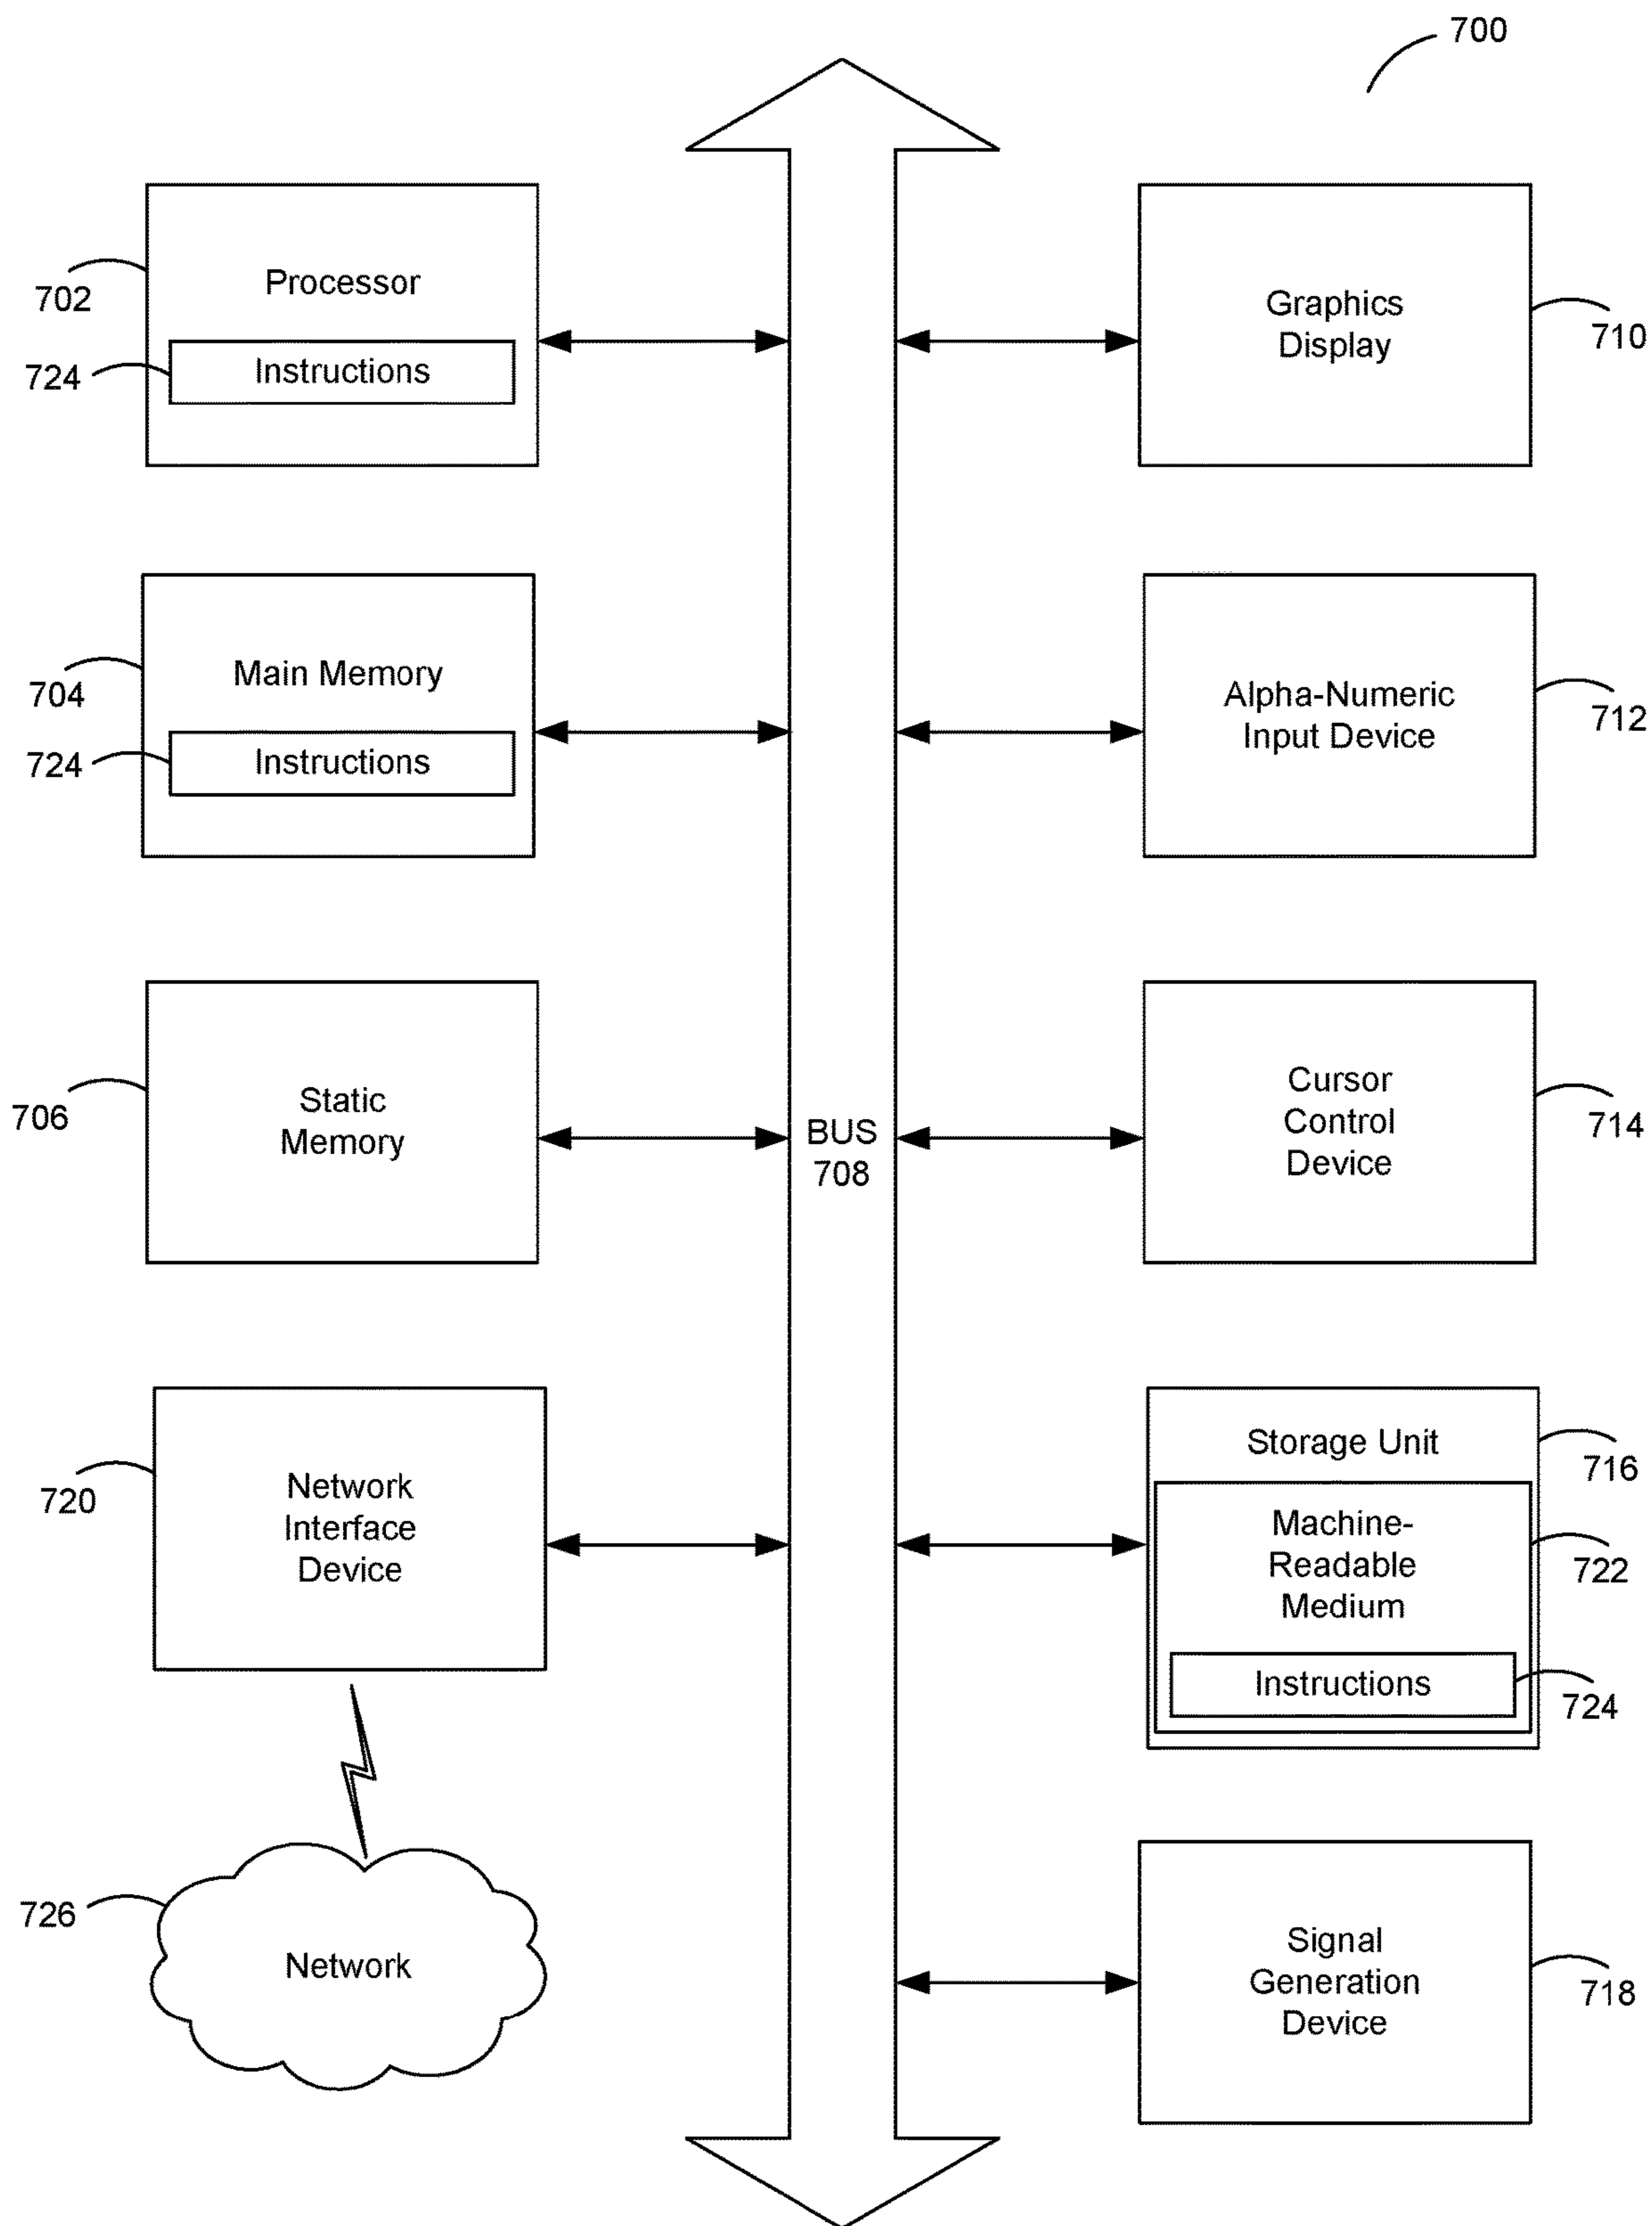 700
702
Processor
724
Instructions
Graphics
Display
710
704
Main Memory
724
Instructions
Alpha-Numeric
Input Device
712
706
Static
Memory
BUS
708
Cursor
Control
Device
714
720
Network
Interface
Device
Storage Unit
716
Machine-
Readable
Medium
722
Instructions
724
726
Network
Signal
Generation
Device
718